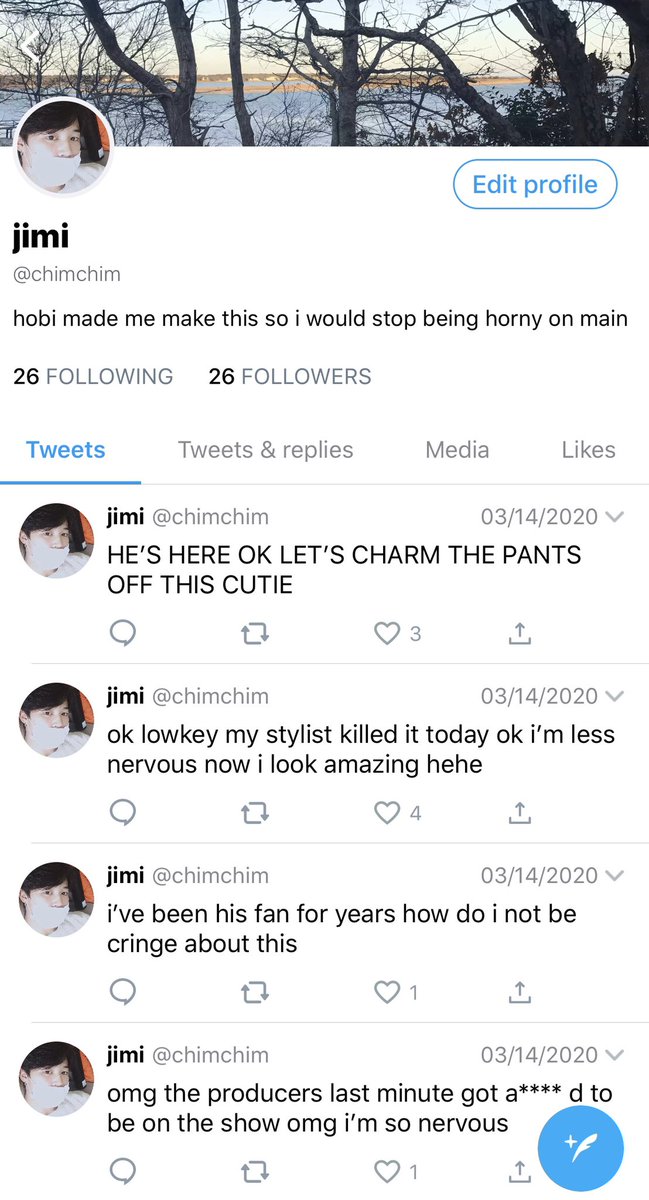 Edit profile
jimi
@chimchim
hobi made me make this so i would stop being horny on main
26 FOLLOWING 26 FOLLOWERS
Tweets Tweets & replies Media Likes
jimi @chimchim 03/14/2020
HE’S HERE OK LET’S CHARM THE PANTS
OFF THIS CUTIE
3
jimi @chimchim 03/14/2020
ok lowkey my stylist killed it today ok i’m less
nervous now i look amazing hehe
4
jimi @chimchim 03/14/2020
i’ve been his fan for years how do i not be
cringe about this
1
jimi @chimchim 03/14/2020
omg the producers last minute got a**** d to
be on the show omg i’m so nervous
1